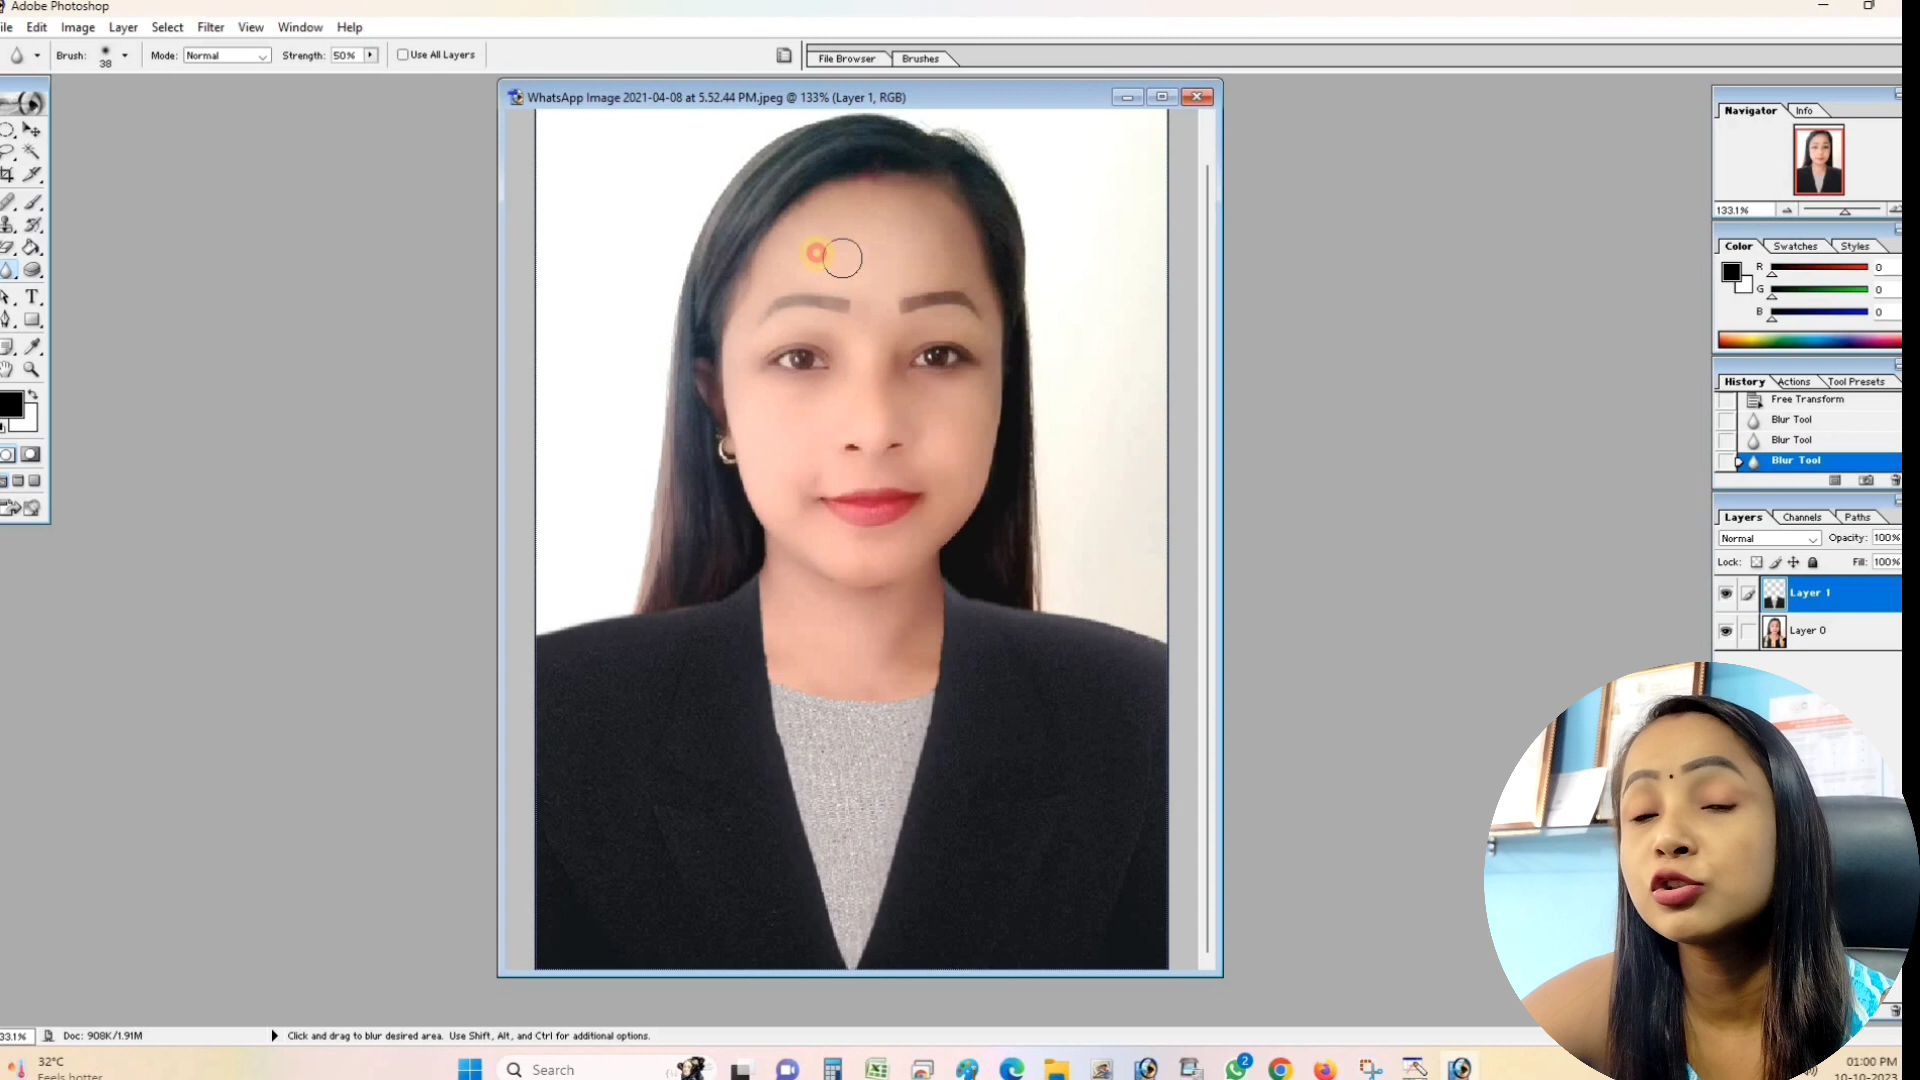 Adobe Photoshop
ile Edit Image Layer Select Filter View Window Help
Brush: 38 Mode: Normal Strength: 50% Use All Layers File Browser Brushes
WhatsApp Image 2021-04-08 at 5.52.44 PM.jpeg @ 133% (Layer 1, RGB)
Navigator Info
133.1%
Color Swatches Styles
R 0
G 0
B 0
History Actions Tool Presets
Free Transform
Blur Tool
Blur Tool
Blur Tool
Layers Channels Paths
Normal Opacity: 100%
Lock: Fill: 100%
Layer 1
Layer 0
33.1% Doc: 908K/1.91M Click and drag to blur desired area. Use Shift, Alt, and Ctrl for additional options.
32°C
Feels hotter
Search
2
01:00 PM
10-10-2023